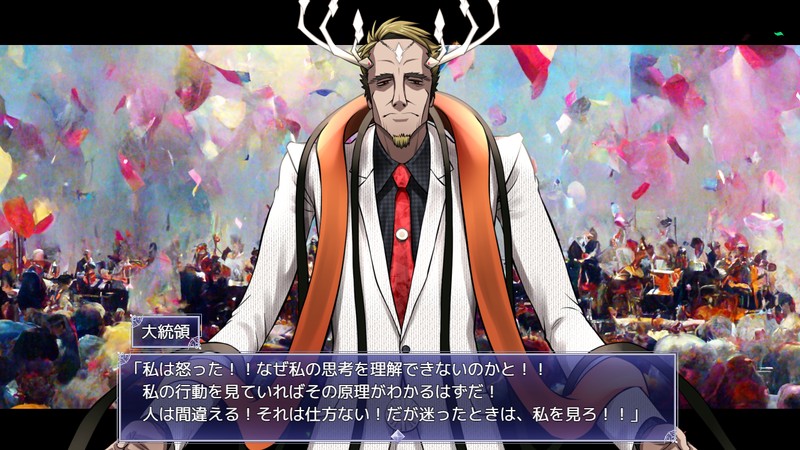 大統領
「私は怒った！！なぜ私の思考を理解できないのかと！！
私の行動を見ていればその原理がわかるはずだ！
人は間違える！それは仕方ない！だが迷ったときは、私を見ろ！！」